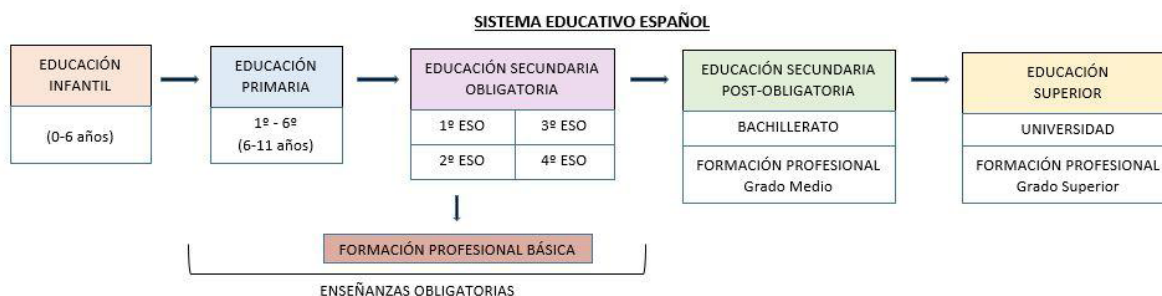 SISTEMA EDUCATIVO ESPAÑOL
EDUCACIÓN
INFANTIL
(0-6 años)
EDUCACIÓN
PRIMARIA
1º - 6º
(6-11 años)
EDUCACIÓN SECUNDARIA
OBLIGATORIA
1º ESO
3º ESO
2º ESO
4º ESO
EDUCACIÓN SECUNDARIA
POST-OBLIGATORIA
BACHILLERATO
FORMACIÓN PROFESIONAL
Grado Medio
EDUCACIÓN
SUPERIOR
UNIVERSIDAD
FORMACIÓN PROFESIONAL
Grado Superior
FORMACIÓN PROFESIONAL BÁSICA
ENSEÑANZAS OBLIGATORIAS